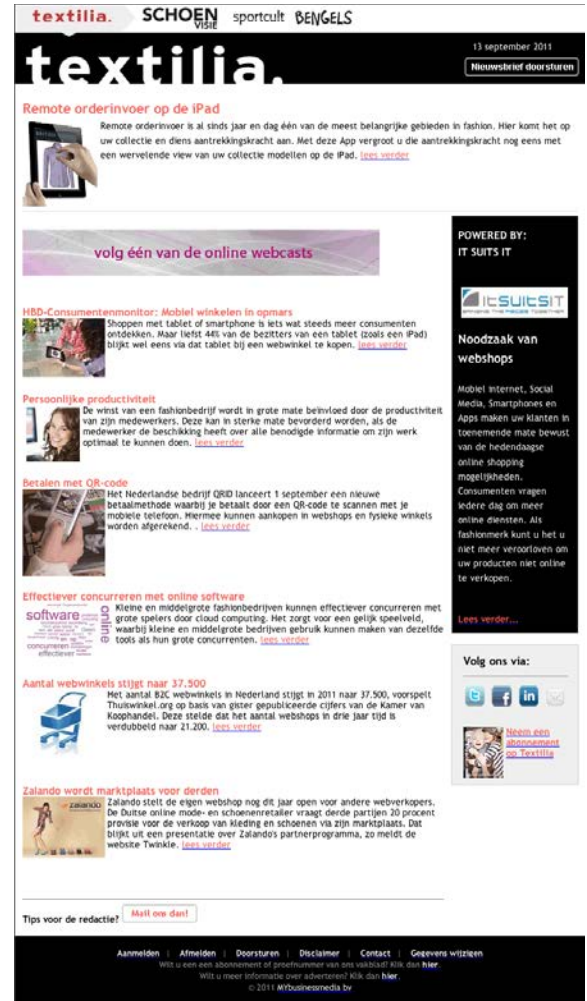 textilia. SCHOEN VISIE sportcult BENGELS
textilia.
13 september 2011
Nieuwsbrief doorsturen
Remote orderinvoer op de iPad
Remote orderinvoer is al sinds jaar en dag één van de meest belangrijke gebieden in fashion. Hier komt het op
uw collectie en diens aantrekkingskracht aan. Met deze App vergroot u die aantrekkingskracht nog eens met
een wervelende view van uw collectie modellen op de iPad. lees verder
volg één van de online webcasts
HBD-Consumentenmonitor: Mobiel winkelen in opmars
Shoppen met tablet of smartphone is iets wat steeds meer consumenten
ontdekken. Maar liefst 44% van de bezitters van een tablet (zoals een iPad)
blijkt wel eens via dat tablet bij een webwinkel te kopen. lees verder
Persoonlijke productiviteit
De winst van een fashionbedrijf wordt in grote mate beïnvloed door de productiviteit
van zijn medewerkers. Deze kan in sterke mate bevorderd worden, als de
medewerker de beschikking heeft over alle benodigde informatie om zijn werk
optimaal te kunnen doen. lees verder
Betalen met QR-code
Het Nederlandse bedrijf QRID lanceert 1 september een nieuwe
betaalmethode waarbij je betaalt door een QR-code te scannen met je
mobiele telefoon. Hiermee kunnen aankopen in webshops en fysieke winkels
worden afgerekend. . lees verder
Effectiever concurreren met online software
software online
concurreren
effectiever
Kleine en middelgrote fashionbedrijven kunnen effectiever concurreren met
grote spelers door cloud computing. Het zorgt voor een gelijk speelveld,
waarbij kleine en middelgrote bedrijven gebruik kunnen maken van dezelfde
tools als hun grote concurrenten. lees verder
Aantal webwinkels stijgt naar 37.500
Het aantal B2C webwinkels in Nederland stijgt in 2011 naar 37.500, voorspelt
Thuiswinkel.org op basis van gister gepubliceerde cijfers van de Kamer van
Koophandel. Deze stelde dat het aantal webshops in drie jaar tijd is
verdubbeld naar 21.200. lees verder
Zalando wordt marktplaats voor derden
zalando
Zalando stelt de eigen webshop nog dit jaar open voor andere webverkopers.
De Duitse online mode- en schoenenretailer vraagt derde partijen 20 procent
provisie voor de verkoop van kleding en schoenen via zijn marktplaats. Dat
blijkt uit een presentatie over Zalando's partnerprogramma, zo meldt de
website Twinkle. lees verder
POWERED BY:
IT SUITS IT
itsuitsit
BRINGING THE PIECES TOGETHER
Noodzaak van
webshops
Mobiel internet, Social
Media, Smartphones en
Apps maken uw klanten in
toenemende mate bewust
van de hedendaagse
online shopping
mogelijkheden.
Consumenten vragen
iedere dag om meer
online diensten. Als
fashionmerk kunt u het u
niet meer veroorloven om
uw producten niet online
te verkopen.
Lees verder...
Volg ons via:
Neem een
abonnement
op Textilia
Tips voor de redactie? Mail ons dan!
Aanmelden | Afmelden | Doorsturen | Disclaimer | Contact | Gegevens wijzigen
Wilt u een een abonnement of proefnummer van ons vakblad? Klik dan hier.
Wilt u meer informatie over adverteren? Klik dan hier.
© 2011 MYbusinessmedia bv